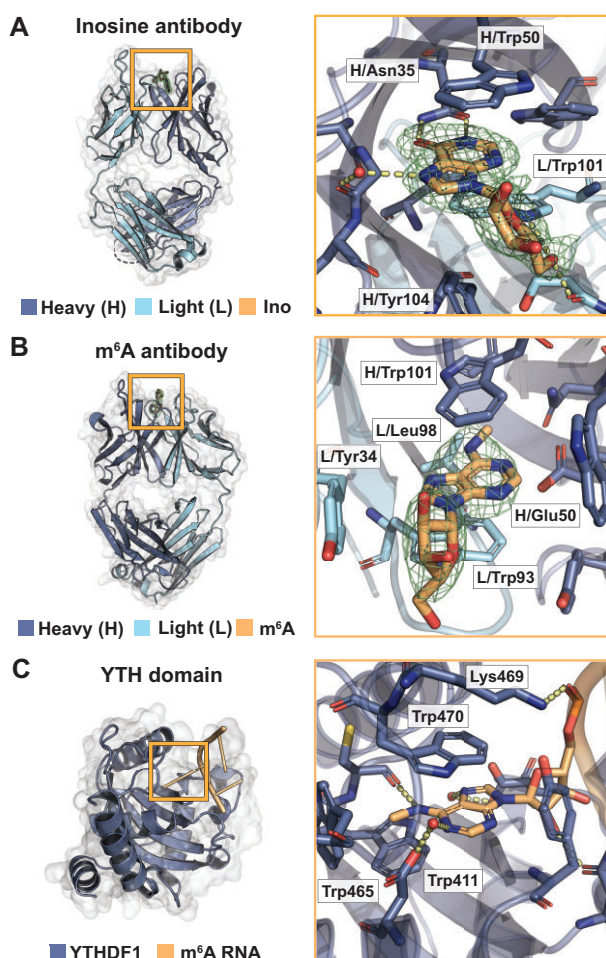 A
Inosine antibody
H/Trp50
H/Asn35
L/Trp101
H/Tyr104
Heavy (H) Light (L) Ino
B
m⁶A antibody
H/Trp101
L/Leu98
L/Tyr34
H/Glu50
L/Trp93
Heavy (H) Light (L) m⁶A
C
YTH domain
Lys469
Trp470
Trp465
Trp411
YTHDF1 m⁶A RNA